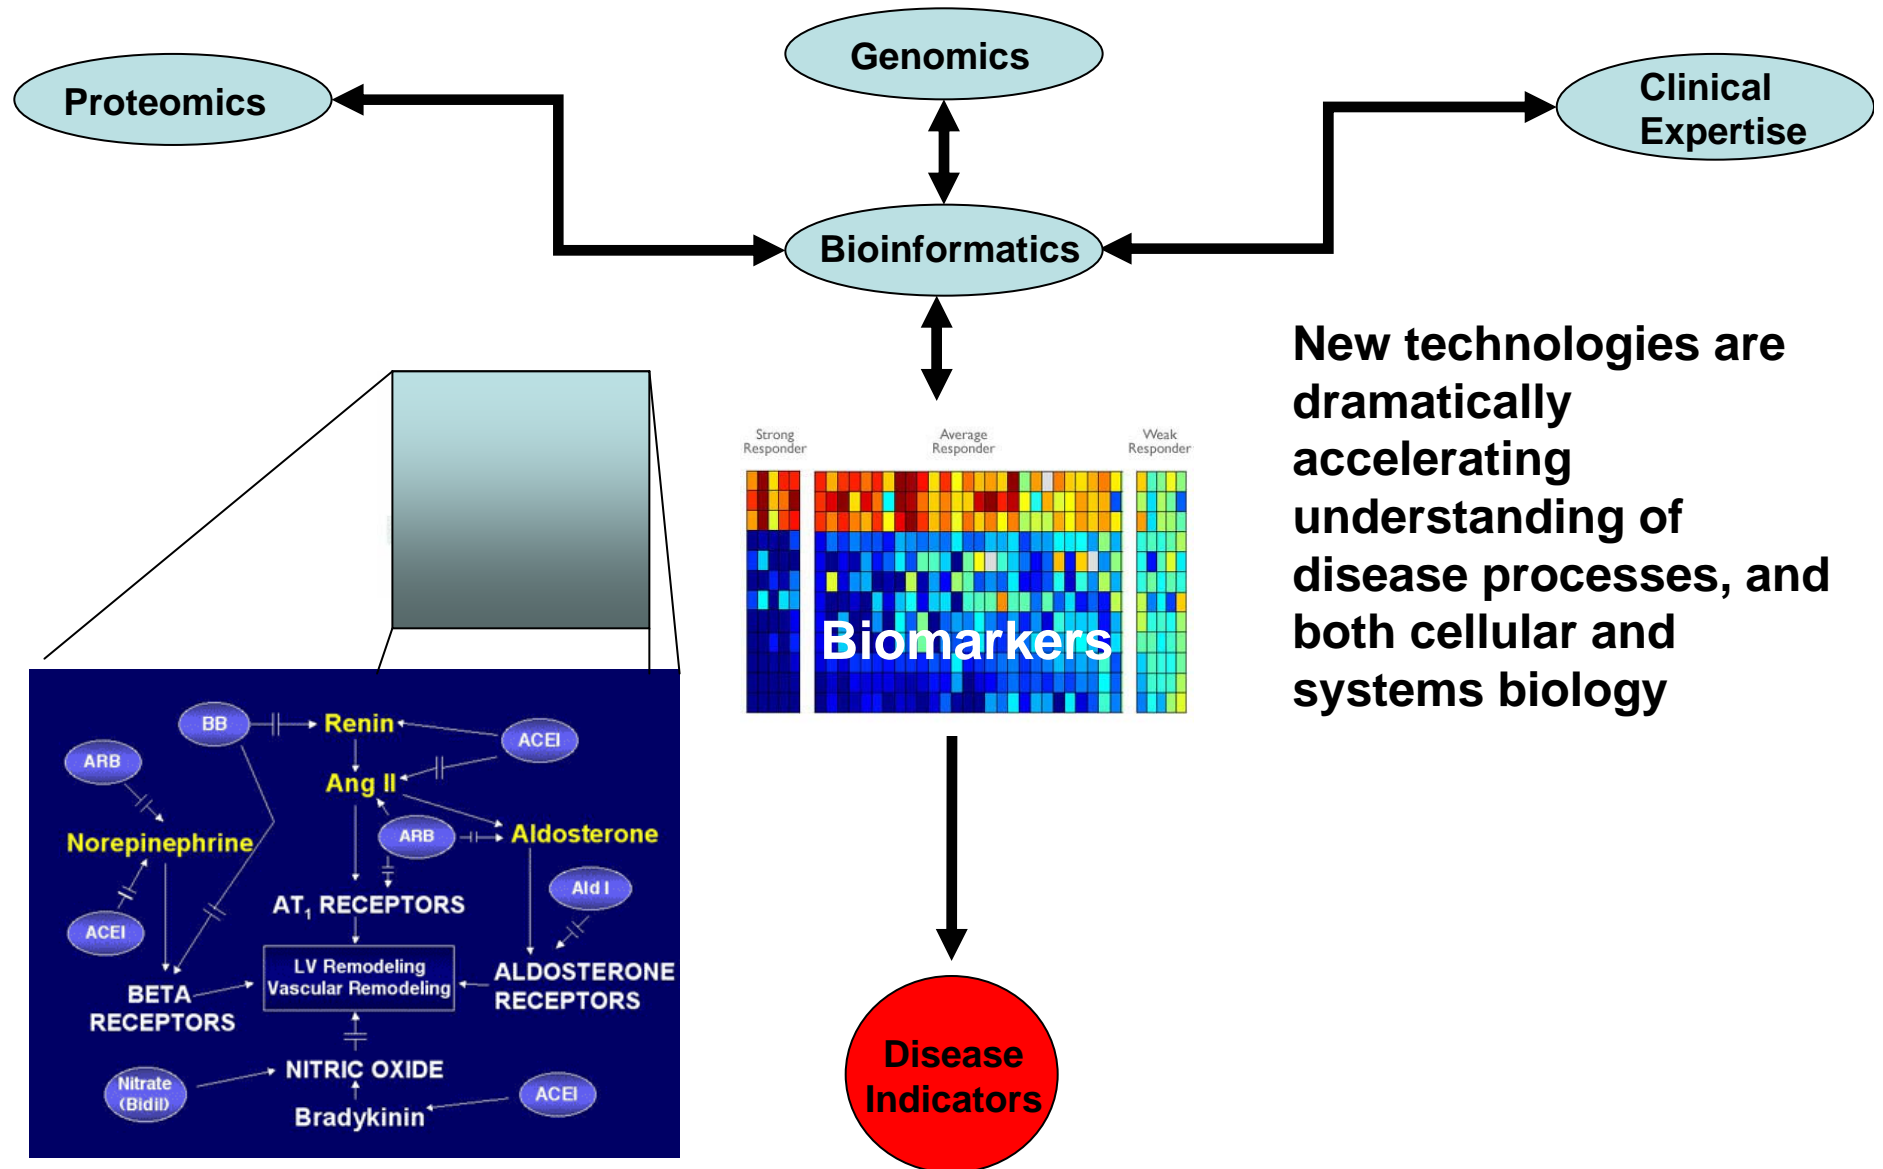 Genomics
Proteomics
Clinical
Expertise
Bioinformatics
New technologies are
dramatically
accelerating
understanding of
disease processes, and
both cellular and
systems biology
Strong
Responder
Average
Responder
Weak
Responder
Biomarkers
BB
Renin
ACEI
ARB
Ang II
ARB
Aldosterone
Norepinephrine
Ald I
AT₁ RECEPTORS
ACEI
LV Remodeling
Vascular Remodeling
ALDOSTERONE
RECEPTORS
BETA
RECEPTORS
NITRIC OXIDE
Nitrate
(Bidil)
ACEI
Bradykinin
Disease
Indicators